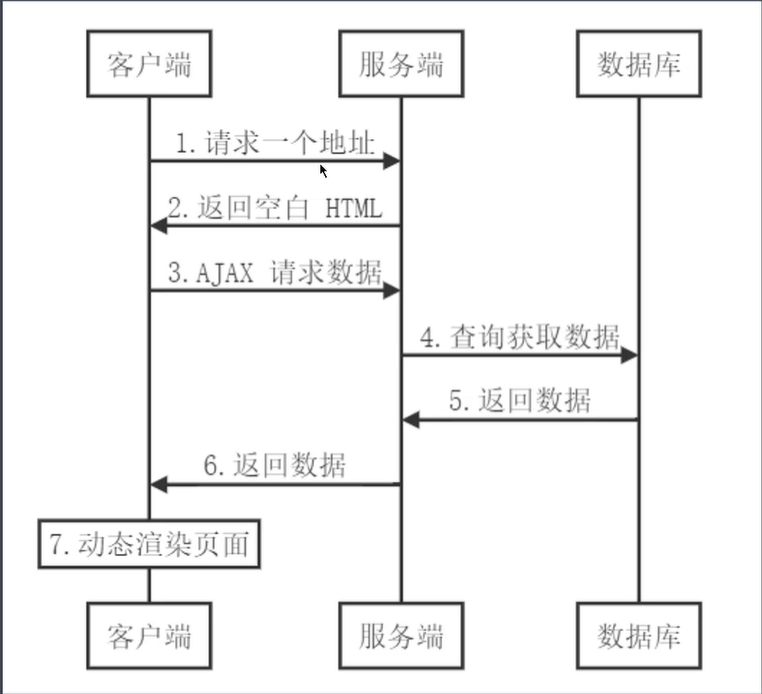 客户端
服务端
数据库
1.请求一个地址
2.返回空白 HTML
3.AJAX 请求数据
4.查询获取数据
5.返回数据
6.返回数据
7.动态渲染页面
客户端
服务端
数据库